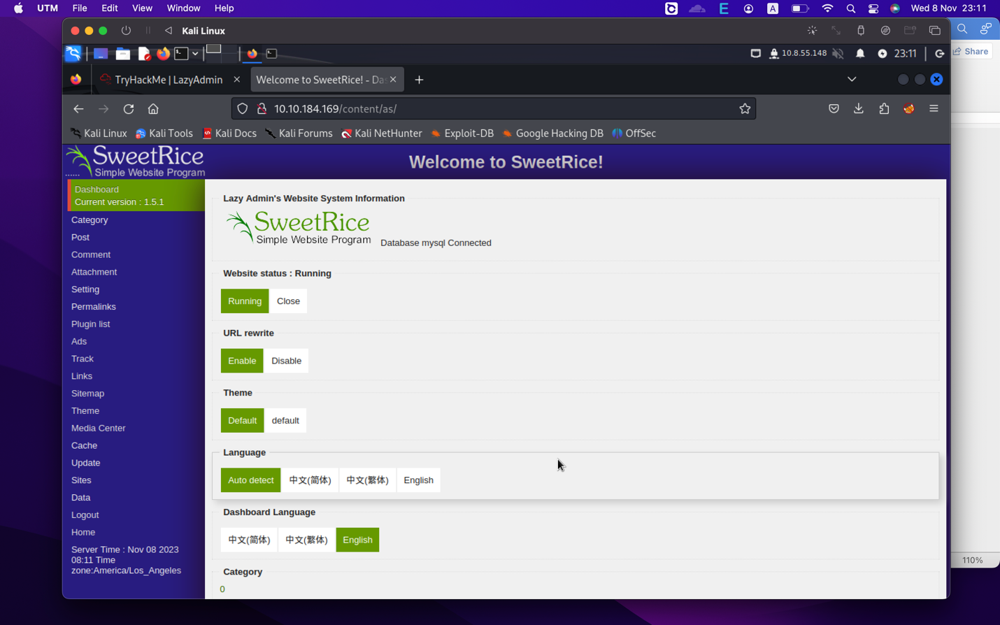 UTM File Edit View Window Help
A Wed 8 Nov 23:11
Kali Linux
10.8.55.148 23:11
Share
TryHackMe | LazyAdmin
Welcome to SweetRice! - Das
10.10.184.169/content/as/
Kali Linux Kali Tools Kali Docs Kali Forums Kali NetHunter Exploit-DB Google Hacking DB OffSec
SweetRice
Simple Website Program
......
Welcome to SweetRice!
Dashboard
Current version : 1.5.1
Category
Post
Comment
Attachment
Setting
Permalinks
Plugin list
Ads
Track
Links
Sitemap
Theme
Media Center
Cache
Update
Sites
Data
Logout
Home
Server Time : Nov 08 2023
08:11 Time
zone:America/Los_Angeles
Lazy Admin's Website System Information
SweetRice
Simple Website Program
Database mysql Connected
Website status : Running
Running Close
URL rewrite
Enable Disable
Theme
Default default
Language
Auto detect 中文(简体) 中文(繁体) English
Dashboard Language
中文(简体) 中文(繁体) English
Category
0
110%